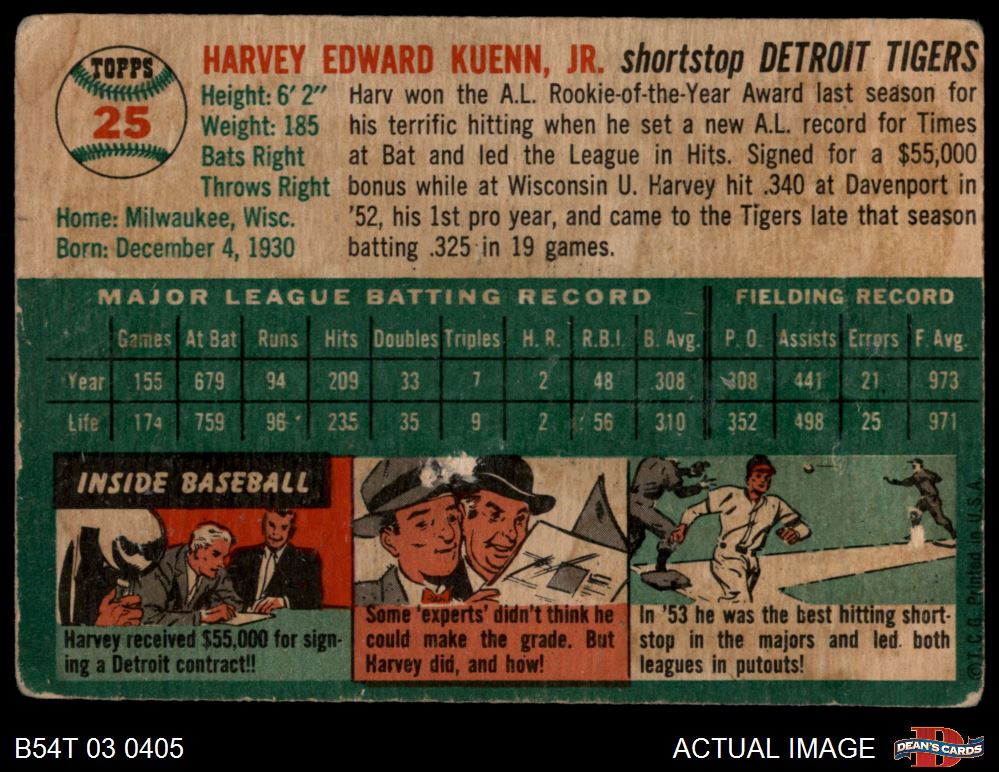 TOPPS
25
HARVEY EDWARD KUENN, JR. shortstop DETROIT TIGERS
Height: 6' 2"
Weight: 185
Bats Right
Throws Right
Home: Milwaukee, Wisc.
Born: December 4, 1930
Harv won the A.L. Rookie-of-the-Year Award last season for
his terrific hitting when he set a new A.L. record for Times
at Bat and led the League in Hits. Signed for a $55,000
bonus while at Wisconsin U. Harvey hit .340 at Davenport in
'52, his 1st pro year, and came to the Tigers late that season
batting .325 in 19 games.
MAJOR LEAGUE BATTING RECORD FIELDING RECORD
Games At Bat Runs Hits Doubles Triples H. R. R.B.I. B. Avg. P. O. Assists Errors F. Avg.
Year 155 679 94 209 33 7 2 48 .308 308 441 21 .973
Life 174 759 96 235 35 9 2 56 .310 352 498 25 .971
INSIDE BASEBALL
Harvey received $55,000 for sign-
ing a Detroit contract!!
Some 'experts' didn't think he
could make the grade. But
Harvey did, and how!
In '53 he was the best hitting short-
stop in the majors and led both
leagues in putouts!
© T.C.G. Printed in U.S.A.
B54T 03 0405
ACTUAL IMAGE
DEAN'S CARDS